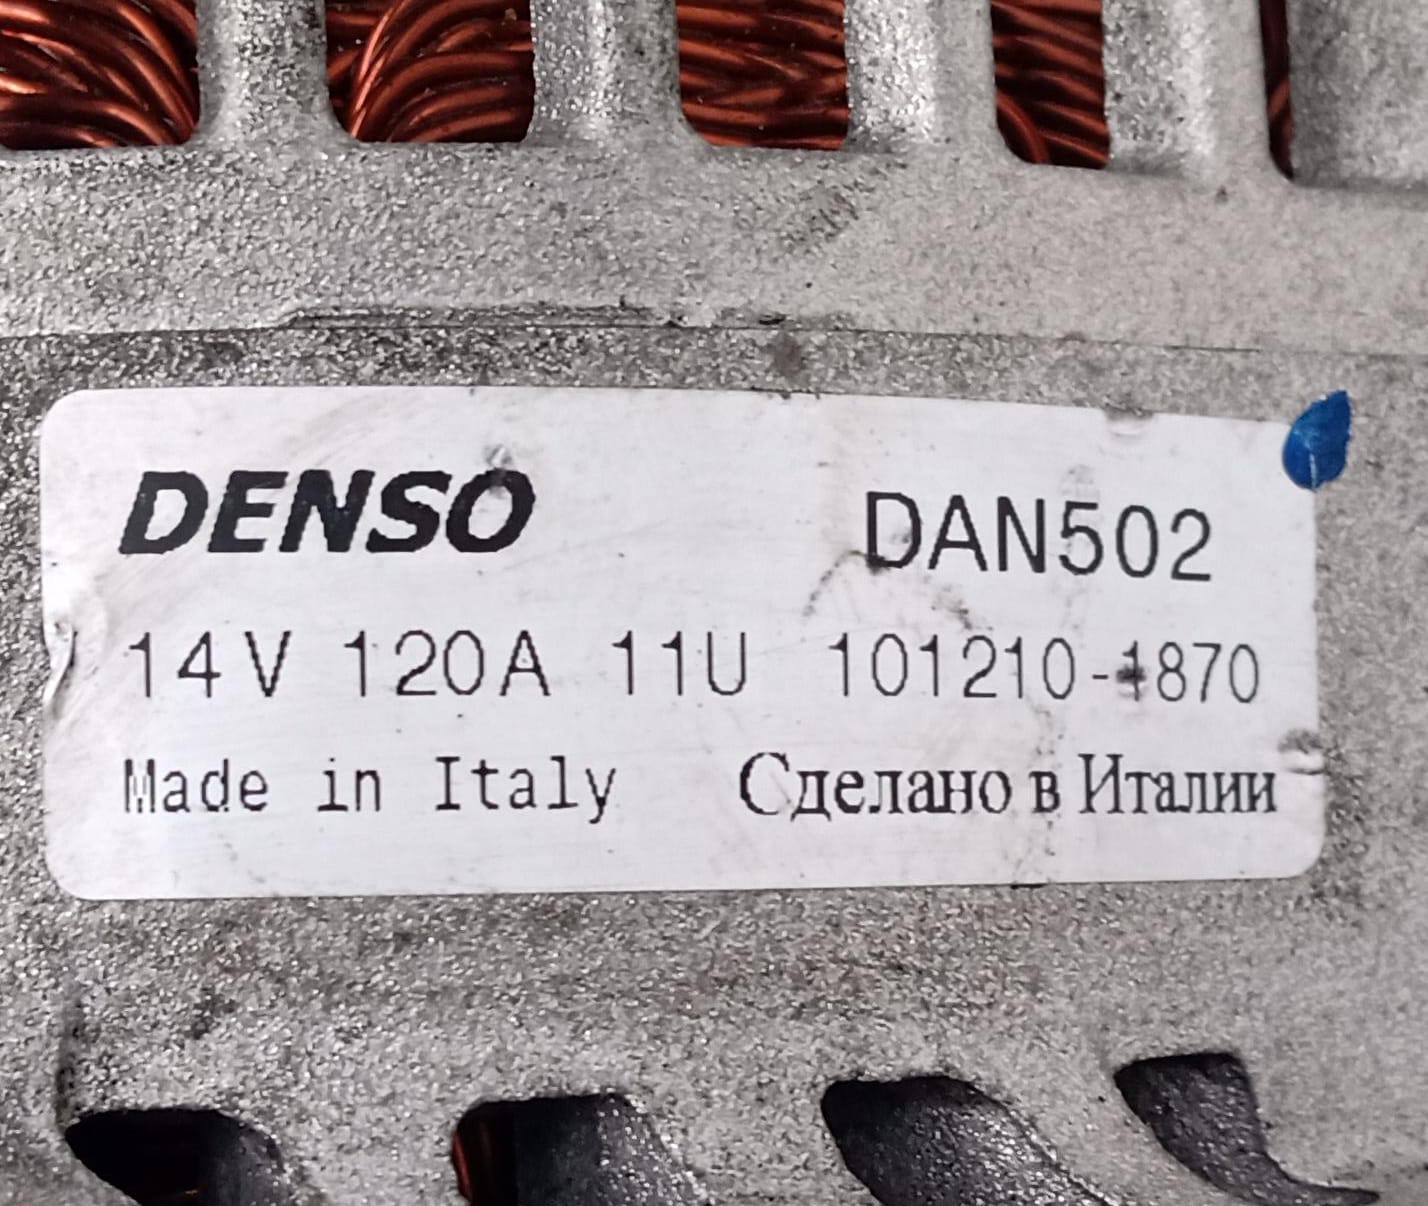 DENSO DAN502
14V 120A 11U 101210-1870
Made in Italy Сделано в Италии